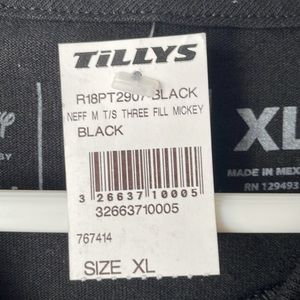 TiLLYS
R18PT2907 BLACK
NEFF M T/S THREE FILL MICKEY
BLACK
3 26637 10005
32663710005
767414
SIZE XL
BY
XL
MADE IN MEX
RN 129493